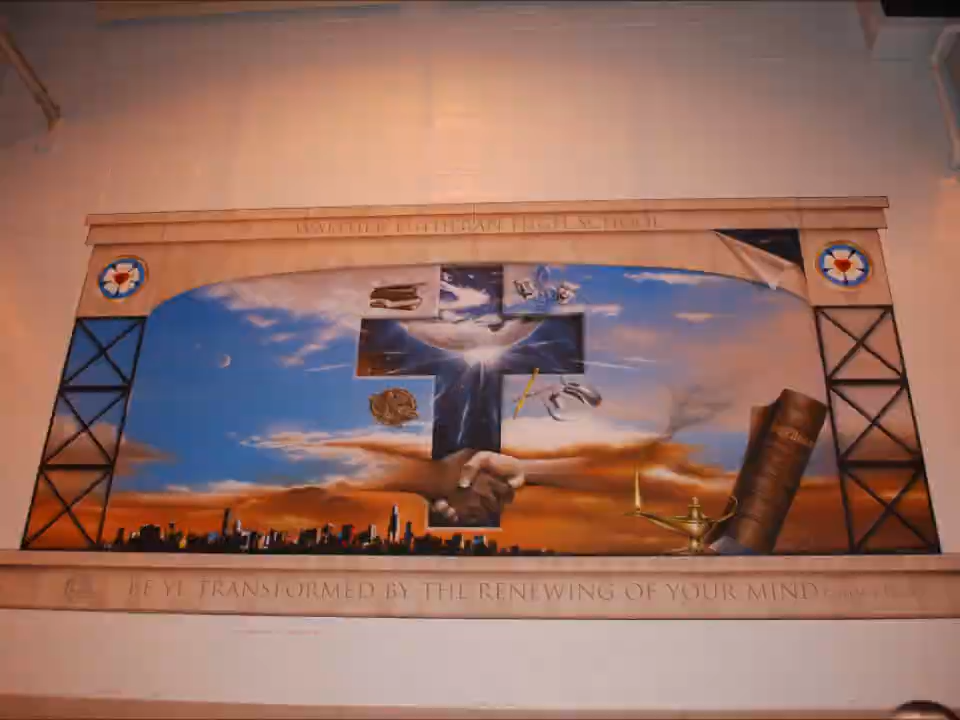 WALTHER LUTHERAN HIGH SCHOOL
BE YE TRANSFORMED BY THE RENEWING OF YOUR MIND